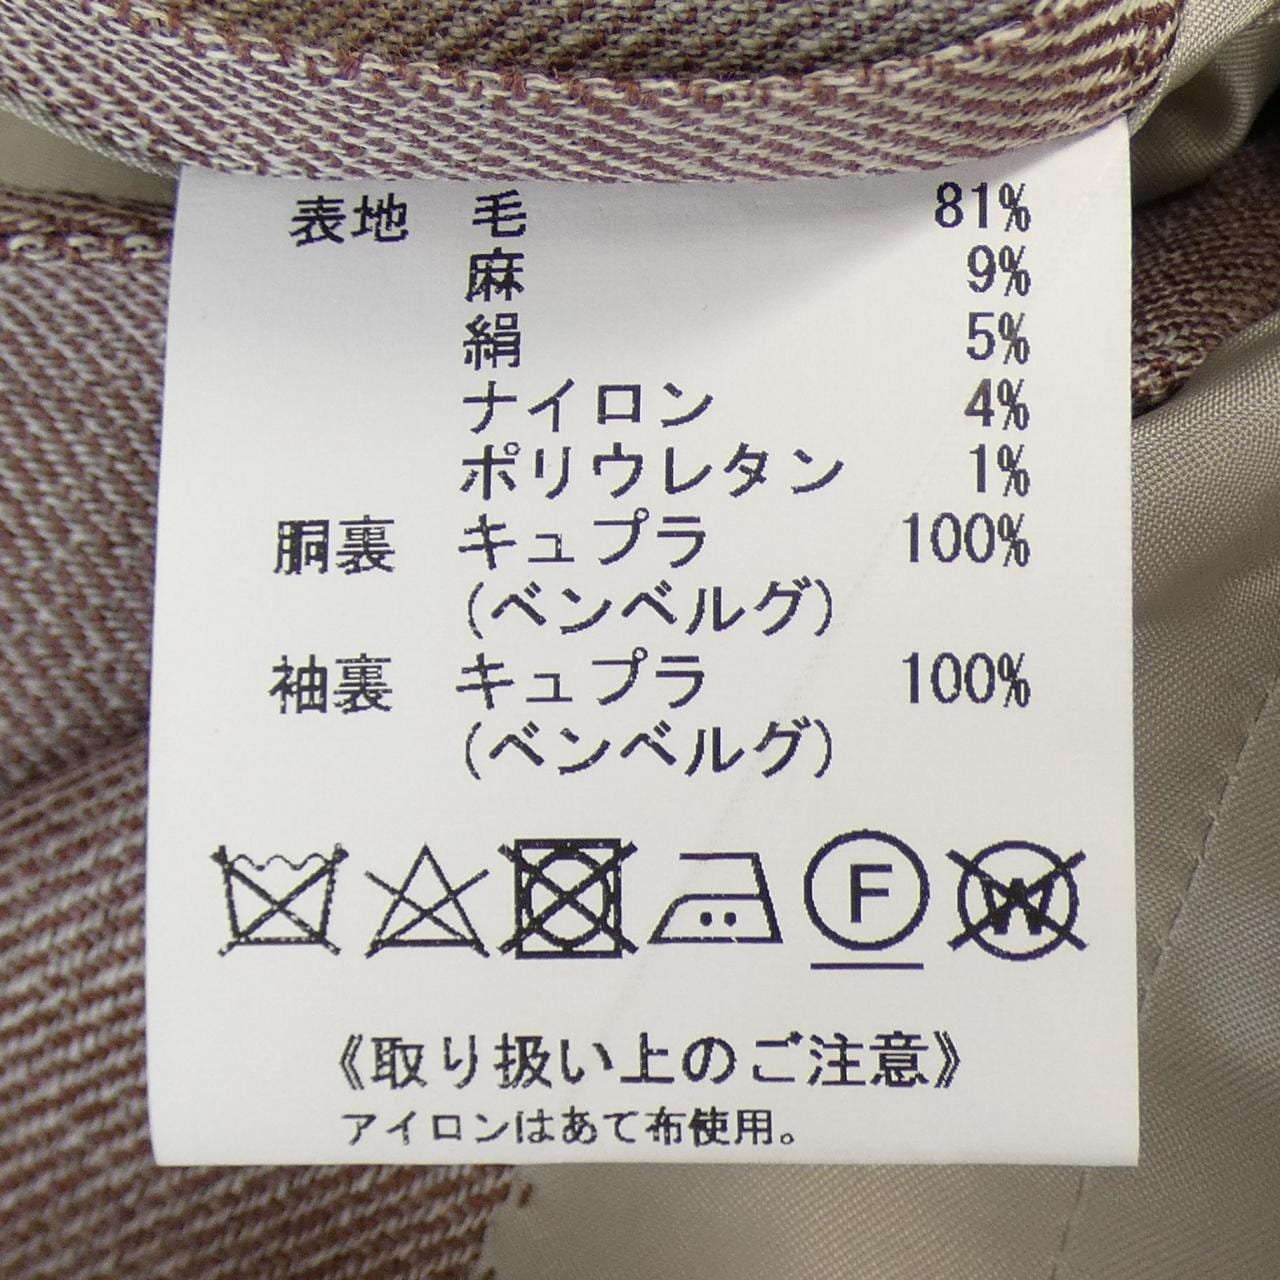 表地 毛 81%
麻 9%
絹 5%
ナイロン 4%
ポリウレタン 1%
胴裏 キュプラ 100%
(ベンベルグ)
袖裏 キュプラ 100%
(ベンベルグ)
F W
《取り扱い上のご注意》
アイロンはあて布使用。